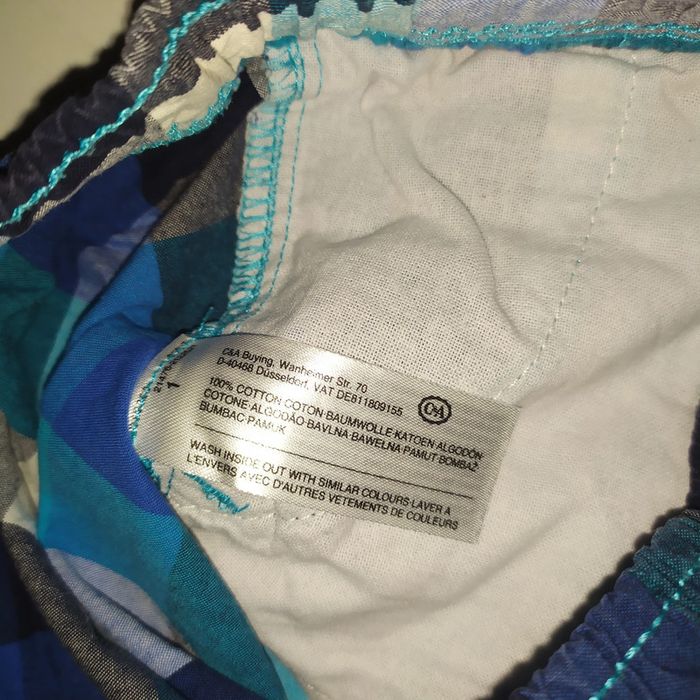 C&A Buying, Wanheimer Str. 70
D-40468 Düsseldorf. VAT DE811809155
C&A
100% COTTON·COTON·BAUMWOLLE·KATOEN·ALGODÓN·
COTONE·ALGODÃO·BAVLNA·BAWEŁNA·PAMUT·BOMBAŽ
BUMBAC·PAMUK
WASH INSIDE OUT WITH SIMILAR COLOURS LAVER A
L'ENVERS AVEC D'AUTRES VETEMENTS DE COULEURS
1